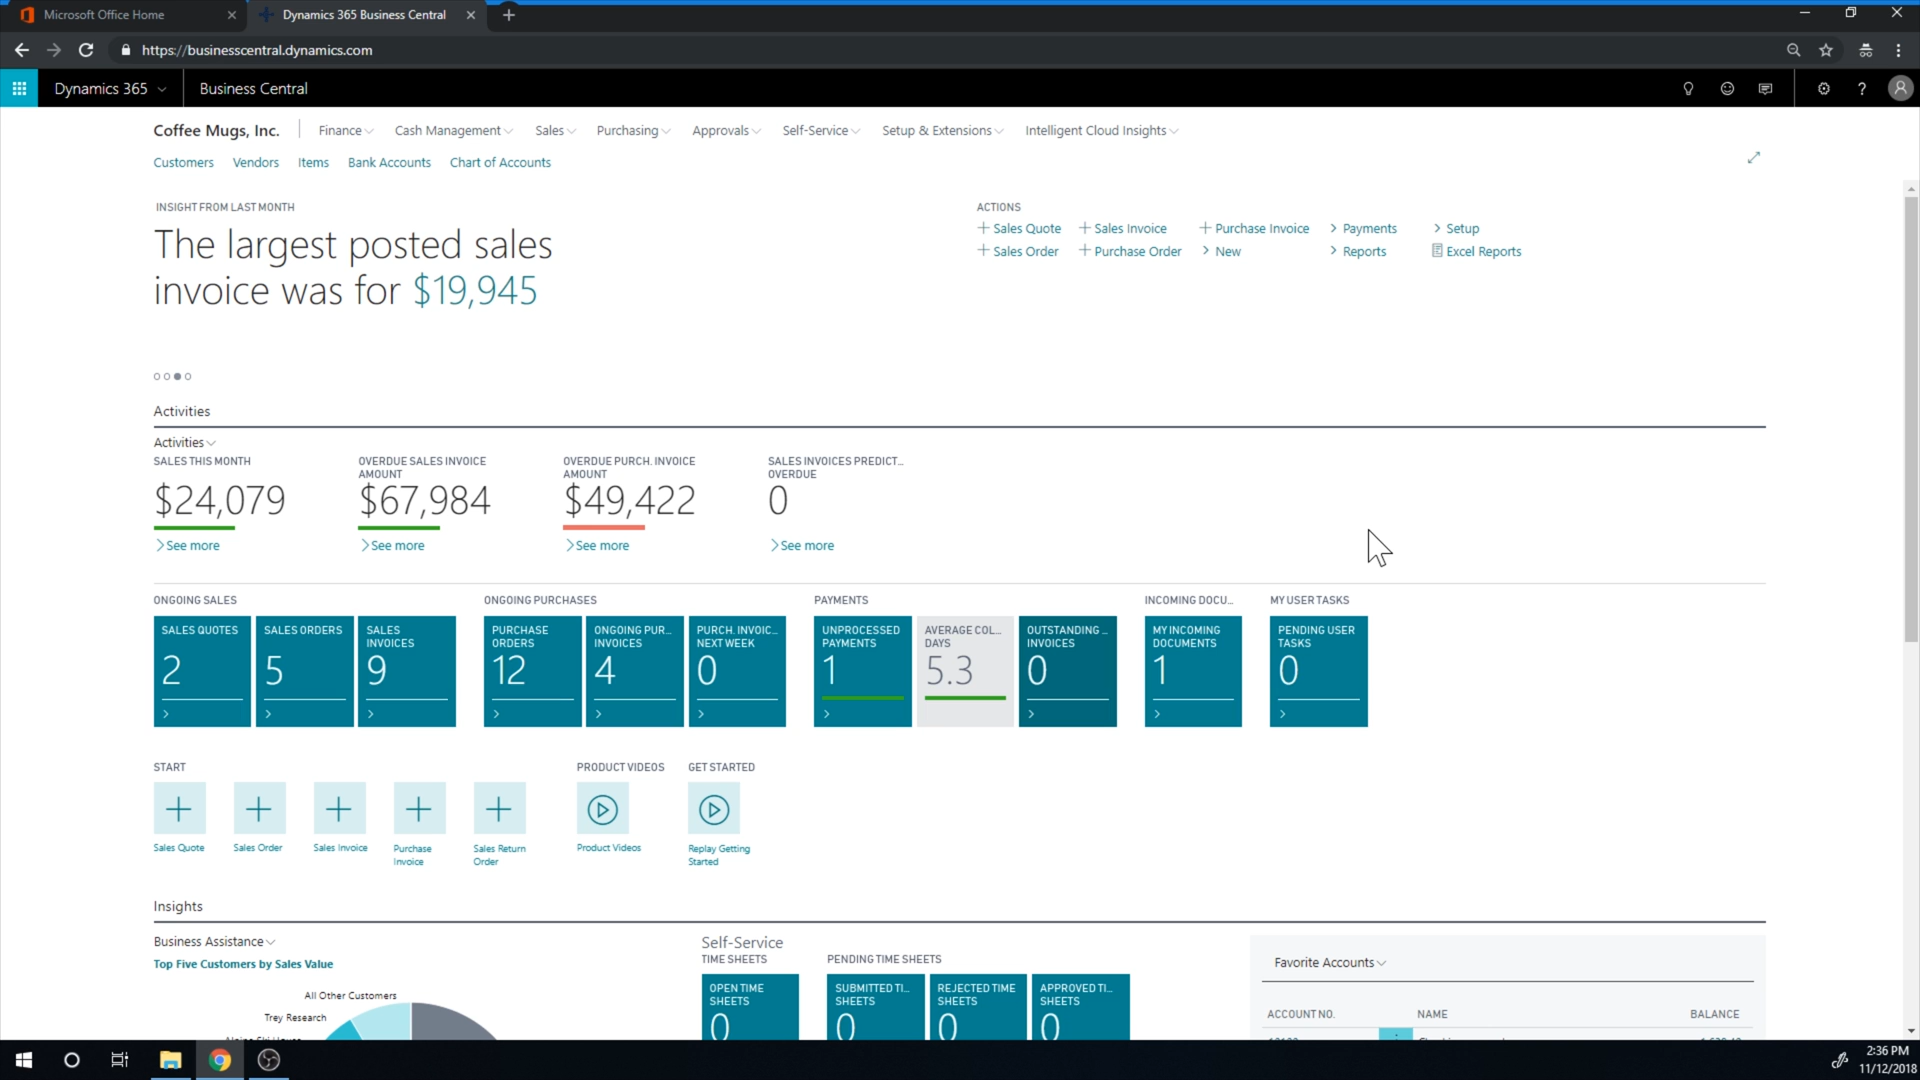 Microsoft Office Home
Dynamics 365 Business Central
https://businesscentral.dynamics.com
Dynamics 365
Business Central
Coffee Mugs, Inc.
Finance
Cash Management
Sales
Purchasing
Approvals
Self-Service
Setup & Extensions
Intelligent Cloud Insights
Customers
Vendors
Items
Bank Accounts
Chart of Accounts
INSIGHT FROM LAST MONTH
The largest posted sales
invoice was for $19,945
ACTIONS
+ Sales Quote
+ Sales Invoice
+ Purchase Invoice
> Payments
> Setup
+ Sales Order
+ Purchase Order
> New
> Reports
Excel Reports
Activities
Activities
SALES THIS MONTH
$24,079
>See more
OVERDUE SALES INVOICE
AMOUNT
$67,984
>See more
OVERDUE PURCH. INVOICE
AMOUNT
$49,422
>See more
SALES INVOICES PREDICT...
OVERDUE
0
>See more
ONGOING SALES
SALES QUOTES
2
SALES ORDERS
5
SALES
INVOICES
9
ONGOING PURCHASES
PURCHASE
ORDERS
12
ONGOING PUR...
INVOICES
4
PURCH. INVOIC...
NEXT WEEK
0
PAYMENTS
UNPROCESSED
PAYMENTS
1
AVERAGE COL...
DAYS
5.3
OUTSTANDING ...
INVOICES
0
INCOMING DOCU...
MY INCOMING
DOCUMENTS
1
MY USER TASKS
PENDING USER
TASKS
0
START
Sales Quote
Sales Order
Sales Invoice
Purchase
Invoice
Sales Return
Order
PRODUCT VIDEOS
Product Videos
GET STARTED
Replay Getting
Started
Insights
Business Assistance
Top Five Customers by Sales Value
All Other Customers
Trey Research
Self-Service
TIME SHEETS
OPEN TIME
SHEETS
0
PENDING TIME SHEETS
SUBMITTED TI...
SHEETS
0
REJECTED TIME
SHEETS
0
APPROVED TI...
SHEETS
0
Favorite Accounts
ACCOUNT NO.
NAME
BALANCE
2:36 PM
11/12/2018